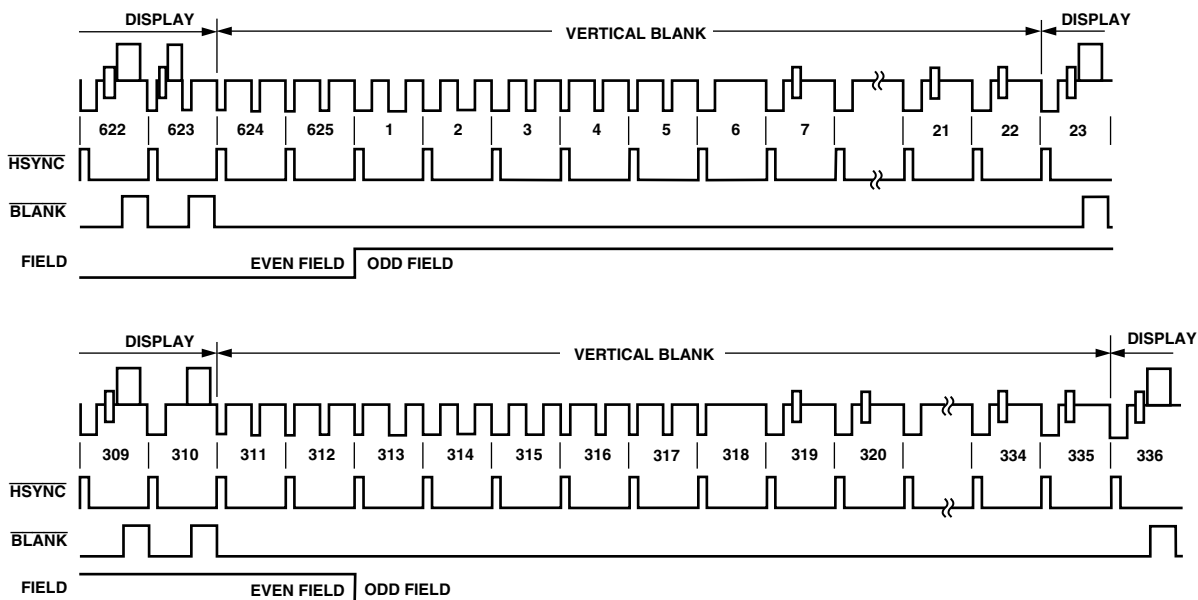 DISPLAY VERTICAL BLANK DISPLAY
622 623 624 625 1 2 3 4 5 6 7 21 22 23
HSYNC
BLANK
FIELD EVEN FIELD ODD FIELD
DISPLAY VERTICAL BLANK DISPLAY
309 310 311 312 313 314 315 316 317 318 319 320 334 335 336
HSYNC
BLANK
FIELD EVEN FIELD ODD FIELD